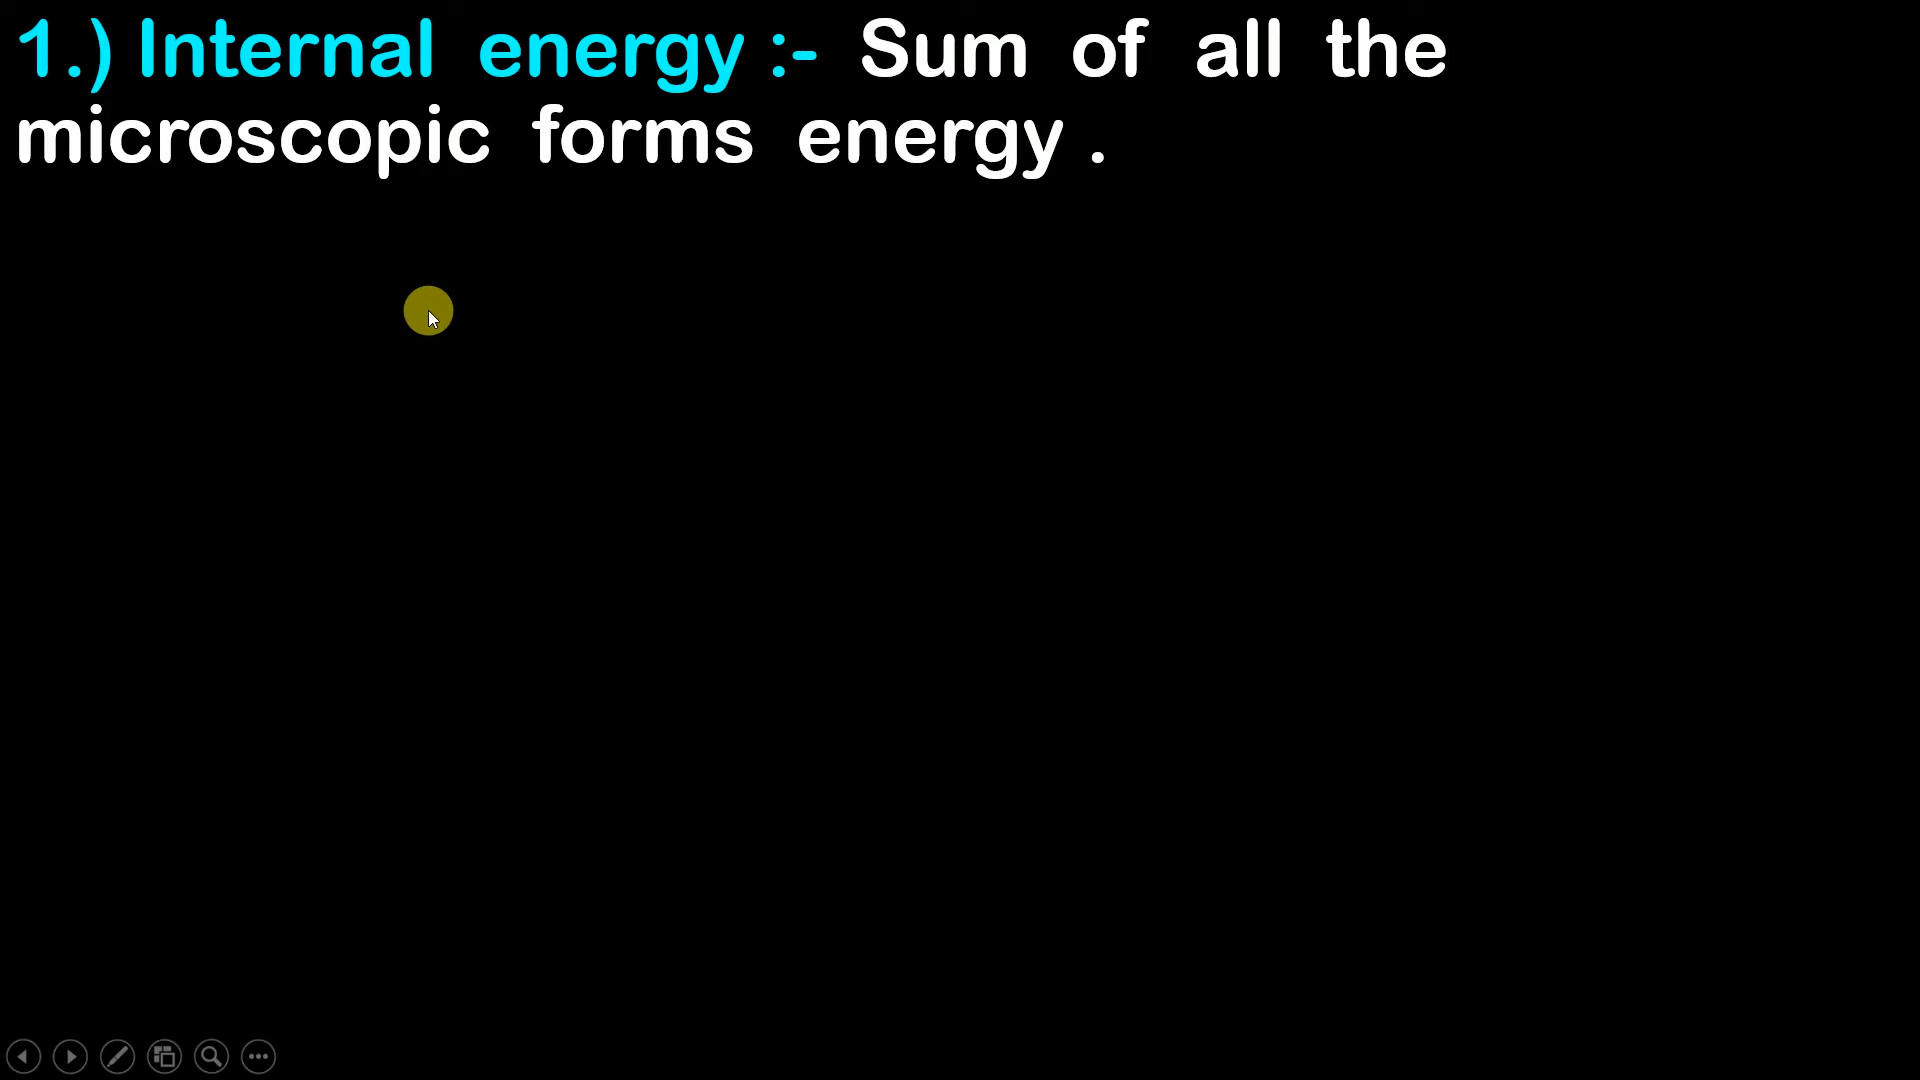 1.) Internal energy :- Sum of all the
microscopic forms energy .